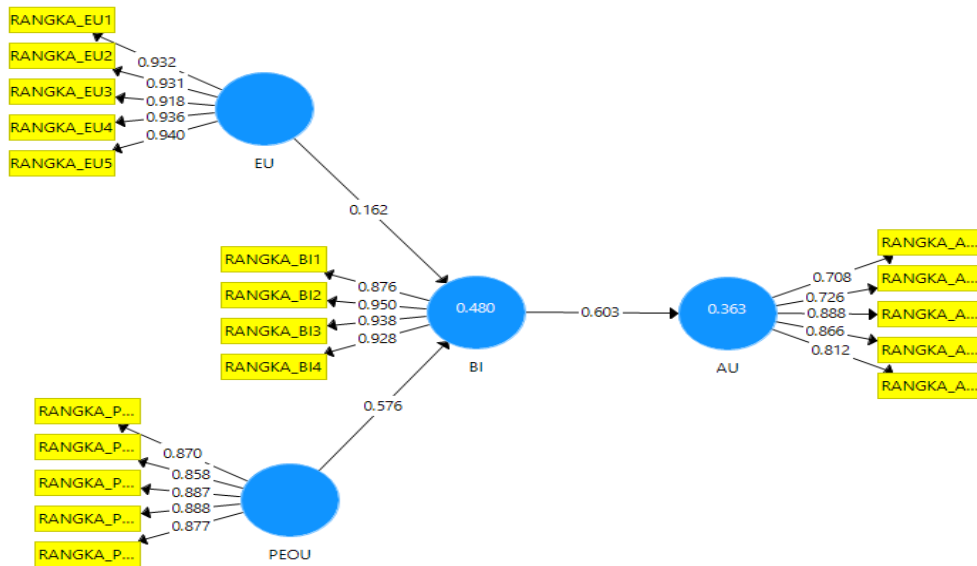 RANGKA_EU1
RANGKA_EU2
RANGKA_EU3
RANGKA_EU4
RANGKA_EU5
0.932
0.931
0.918
0.936
0.940
EU
0.162
RANGKA_BI1
RANGKA_BI2
RANGKA_BI3
RANGKA_BI4
0.876
0.950
0.938
0.928
0.480
BI
0.603
0.363
AU
0.708
0.726
0.888
0.866
0.812
RANGKA_A...
RANGKA_A...
RANGKA_A...
RANGKA_A...
RANGKA_A...
0.576
RANGKA_P...
RANGKA_P...
RANGKA_P...
RANGKA_P...
RANGKA_P...
0.870
0.858
0.887
0.888
0.877
PEOU